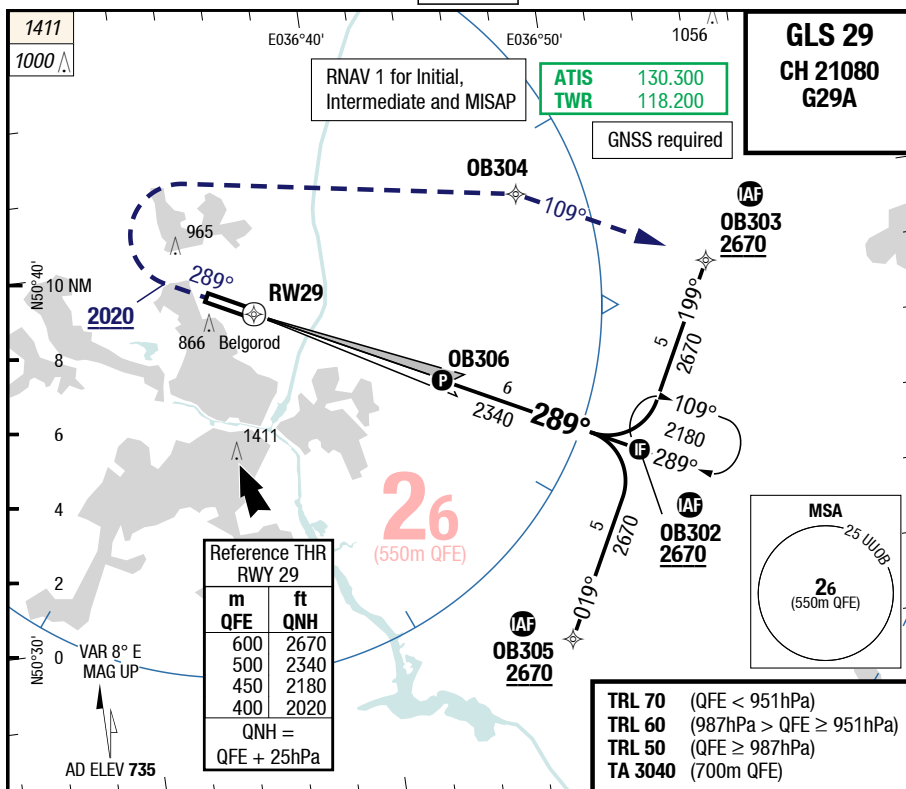 1411
1000
E036°40'
E036°50'
1056
GLS 29
CH 21080
G29A
RNAV 1 for Initial,
Intermediate and MISAP
ATIS 130.300
TWR 118.200
GNSS required
OB304
109°
IAF
OB303
2670
965
289°
N50°40'
10 NM
RW29
2020
199°
866 Belgorod
OB306
5
2670
8
P
6
2340
289°
109°
2180
6
289°
IF
1411
IAF
OB302
2670
26
(550m QFE)
4
5
2670
MSA
25 UUOB
26
(550m QFE)
Reference THR
RWY 29
m ft
QFE QNH
600 2670
500 2340
450 2180
400 2020
QNH =
QFE + 25hPa
2
019°
IAF
OB305
2670
N50°30'
0
VAR 8° E
MAG UP
AD ELEV 735
TRL 70 (QFE < 951hPa)
TRL 60 (987hPa > QFE ≥ 951hPa)
TRL 50 (QFE ≥ 987hPa)
TA 3040 (700m QFE)